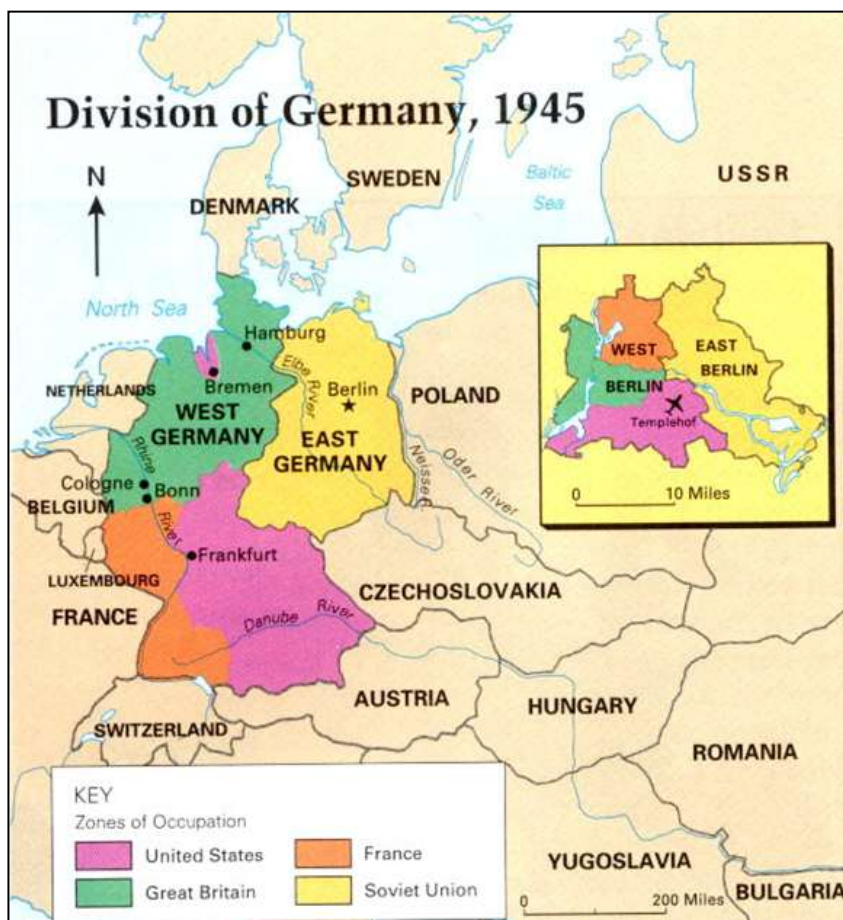 Division of Germany, 1945
N
SWEDEN
Baltic
Sea
USSR
DENMARK
North Sea
Hamburg
Elbe River
NETHERLANDS
Bremen
Berlin
POLAND
WEST
GERMANY
EAST
GERMANY
Rhine
River
Neisse R.
Oder River
Cologne
Bonn
BELGIUM
Frankfurt
LUXEMBOURG
CZECHOSLOVAKIA
FRANCE
Danube River
AUSTRIA
HUNGARY
SWITZERLAND
ROMANIA
YUGOSLAVIA
BULGARIA
WEST
BERLIN
EAST
BERLIN
Templehof
0 10 Miles
KEY
Zones of Occupation
United States
France
Great Britain
Soviet Union
0 200 Miles